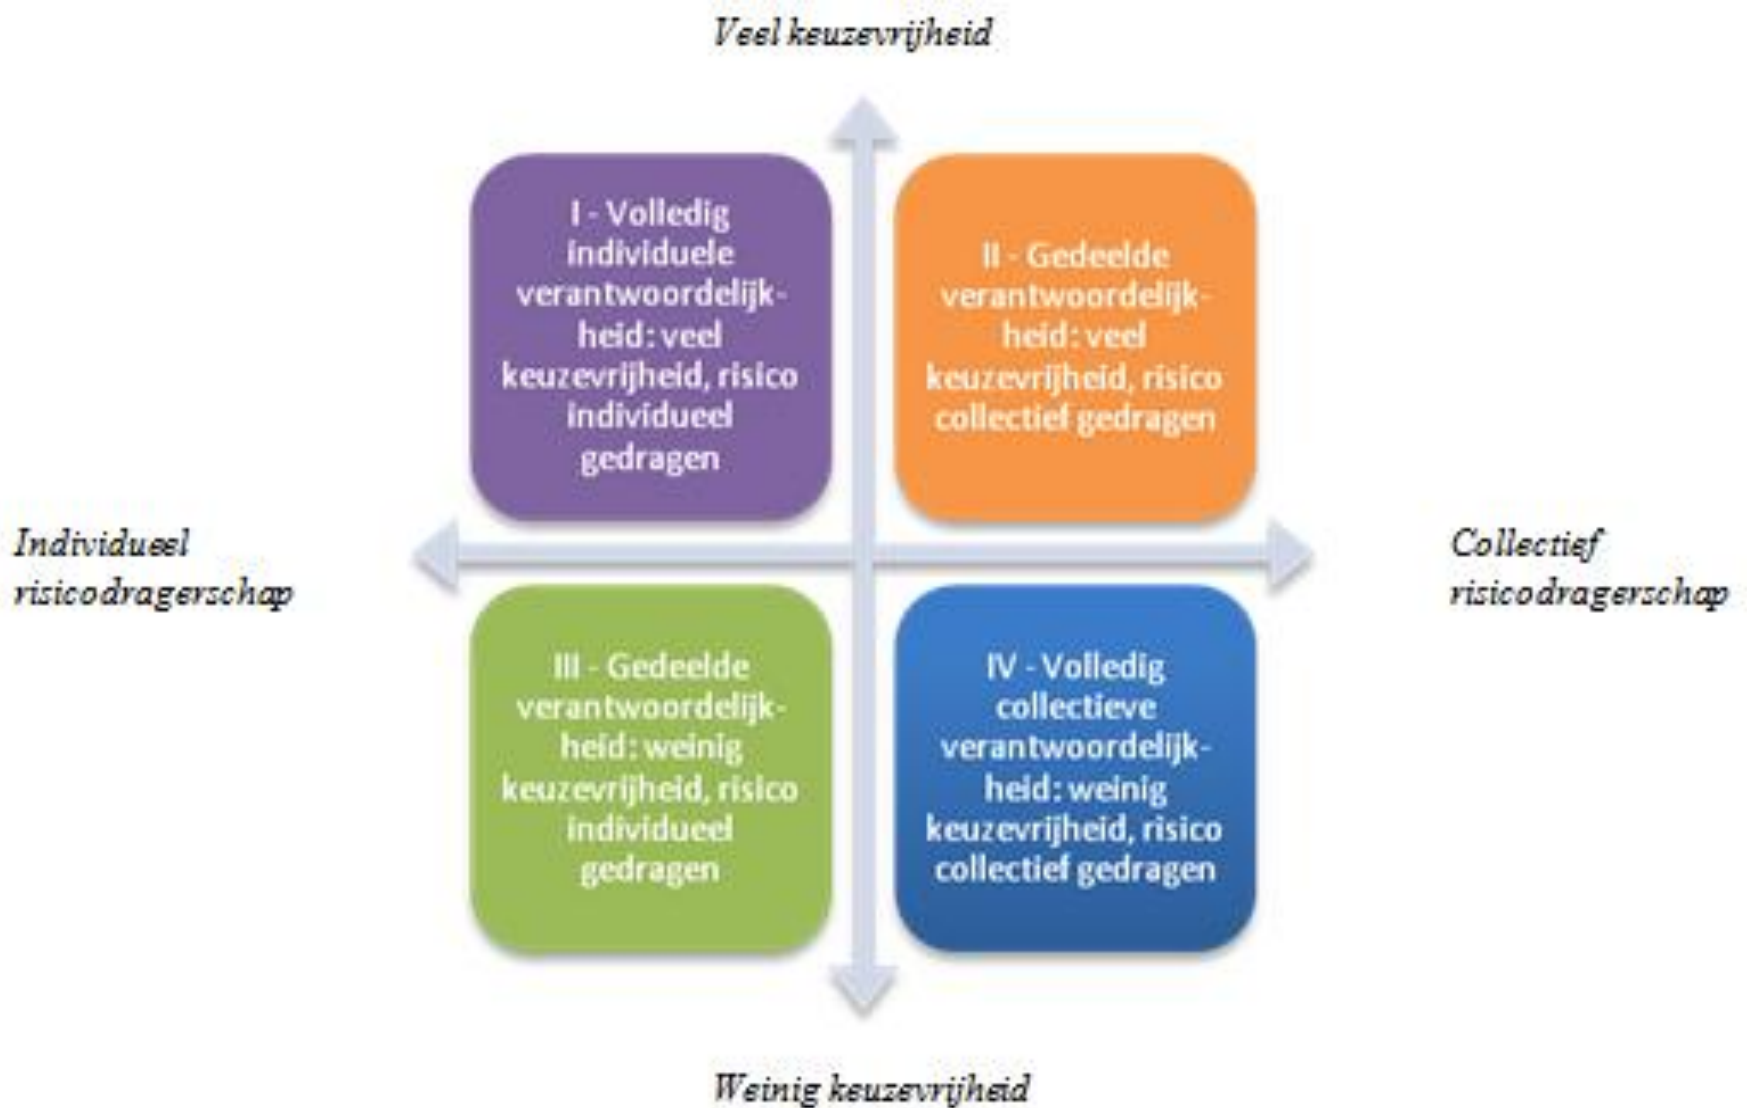 Veel keuzevrijheid
I - Volledig
individuele
verantwoordelijk-
heid: veel
keuzevrijheid, risico
individueel
gedragen
II - Gedeelde
verantwoordelijk-
heid: veel
keuzevrijheid, risico
collectief gedragen
Individueel
risicodragerschap
Collectief
risicodragerschap
III - Gedeelde
verantwoordelijk-
heid: weinig
keuzevrijheid, risico
individueel
gedragen
IV - Volledig
collectieve
verantwoordelijk-
heid: weinig
keuzevrijheid, risico
collectief gedragen
Weinig keuzevrijheid